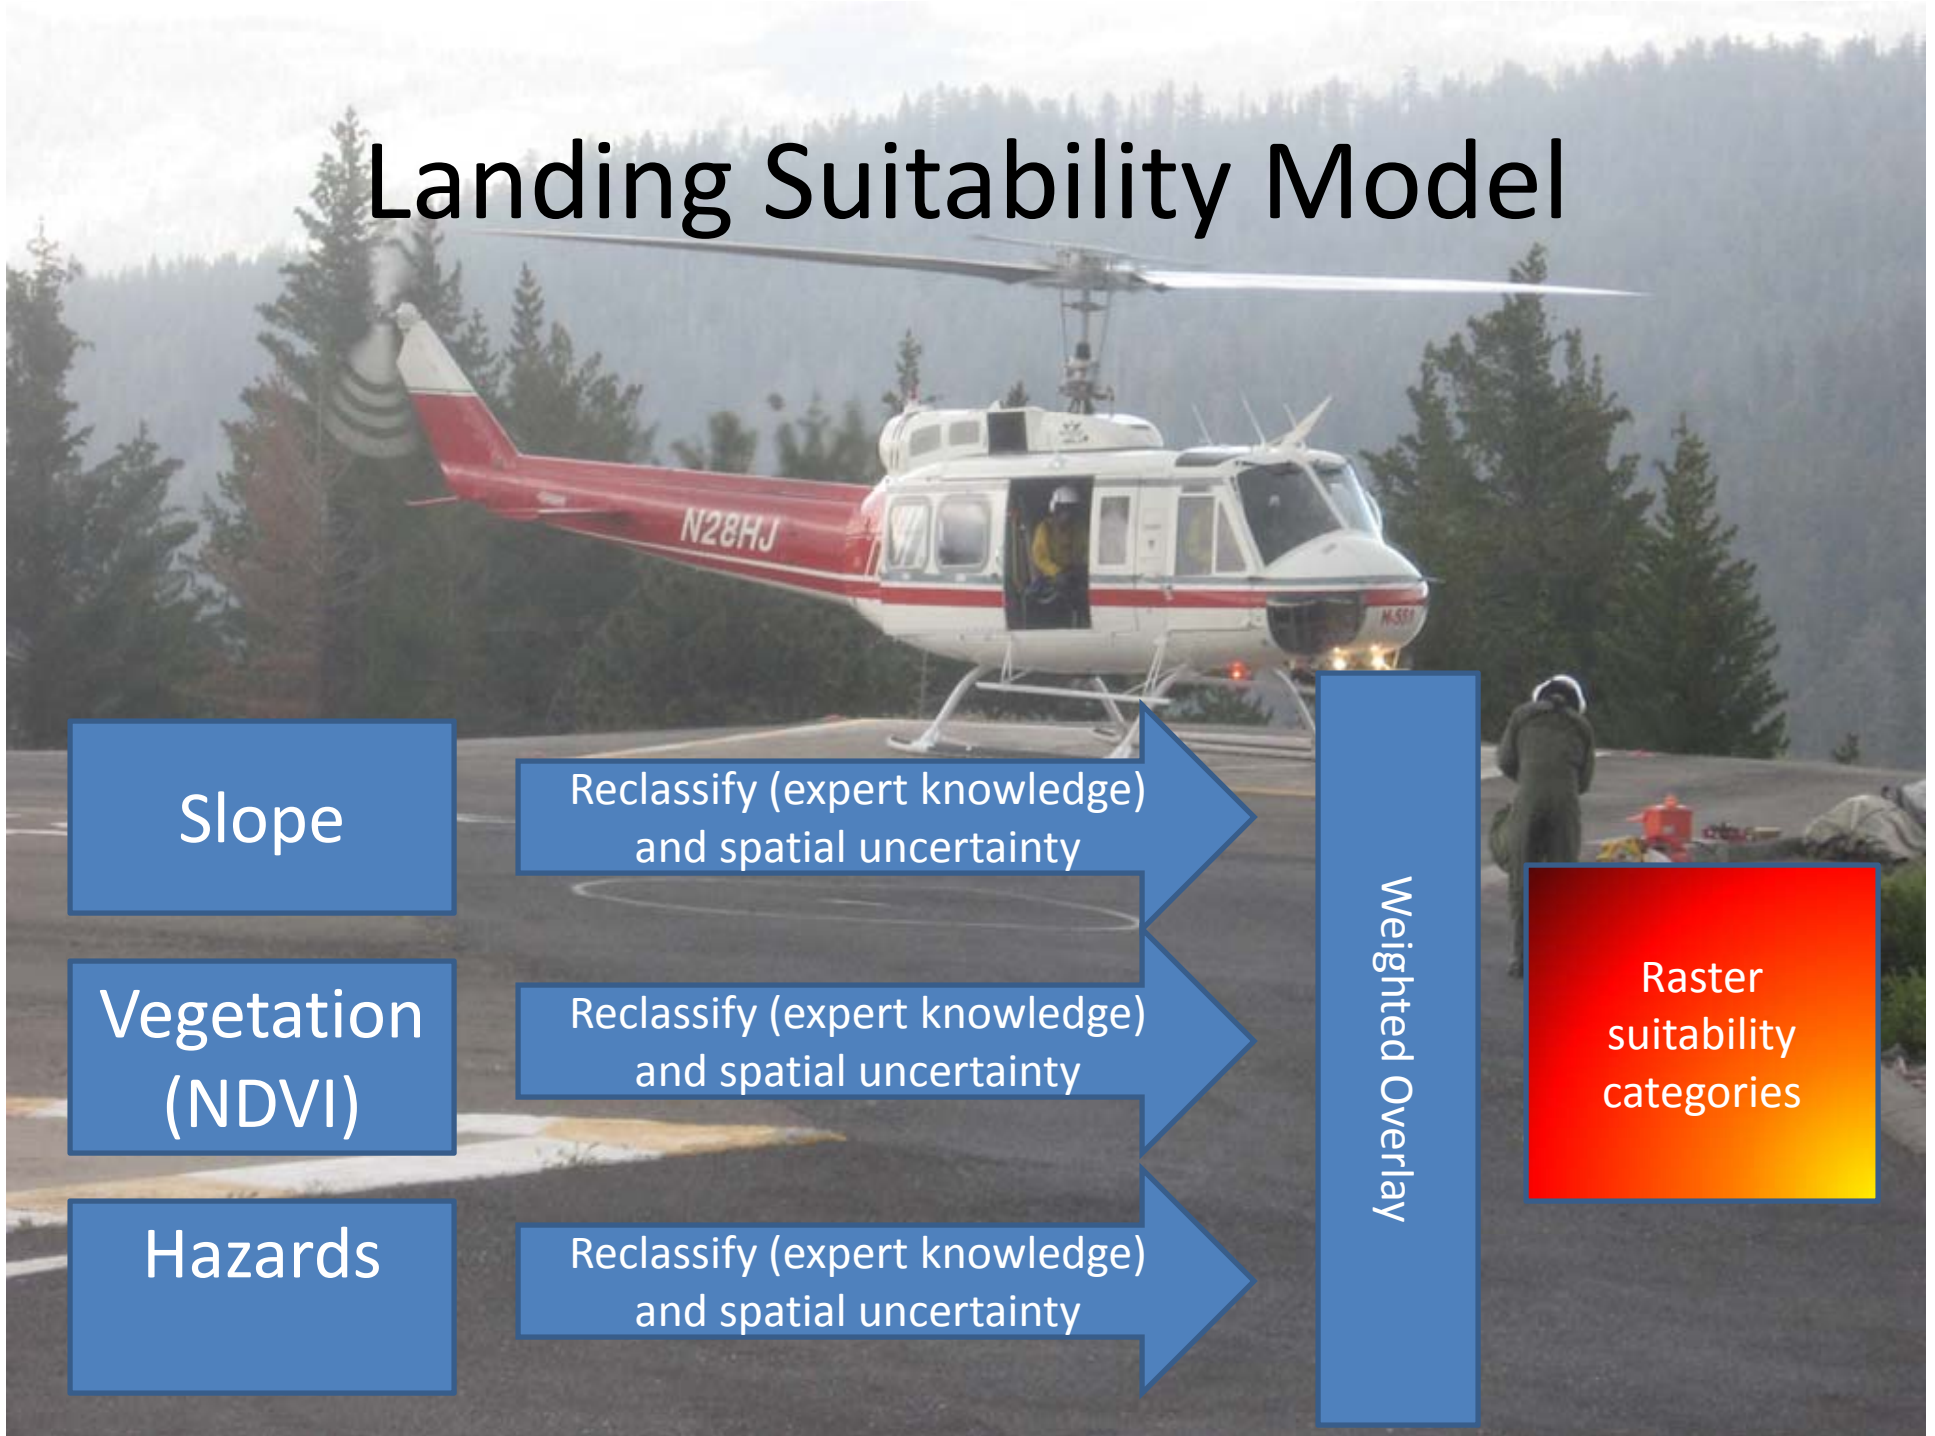 Landing Suitability Model
N28HJ
H-551
Slope
Reclassify (expert knowledge)
and spatial uncertainty
Vegetation
(NDVI)
Reclassify (expert knowledge)
and spatial uncertainty
Hazards
Reclassify (expert knowledge)
and spatial uncertainty
Weighted Overlay
Raster
suitability
categories